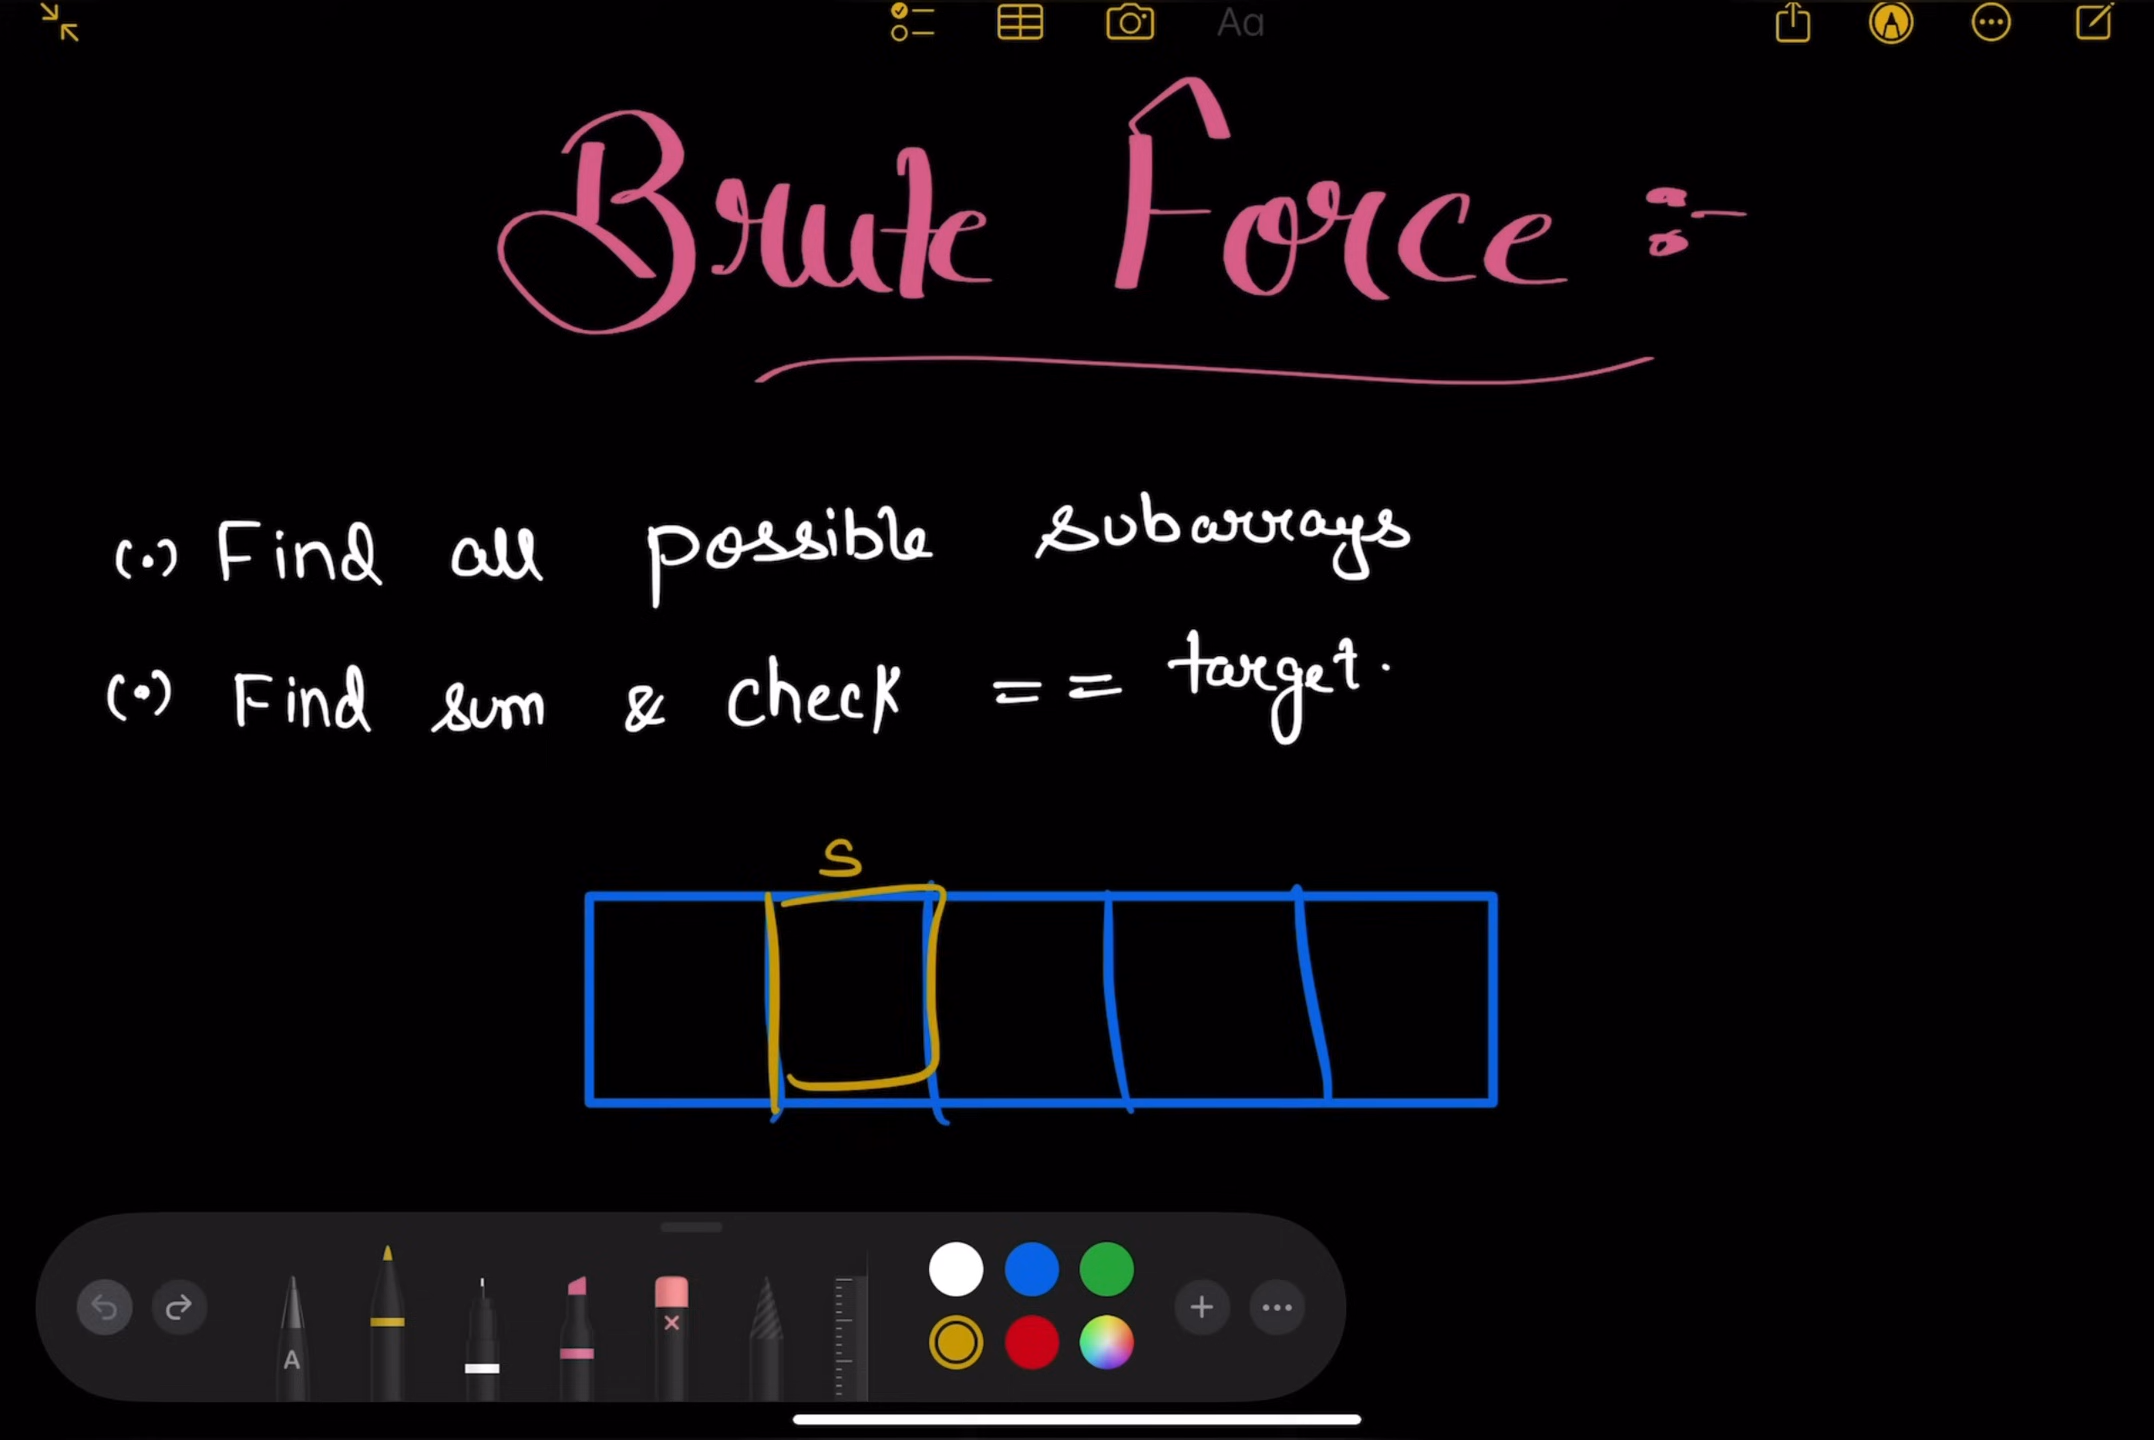 Aa
Brute Force :-
(.) Find all possible subarrays
(.) Find sum & check == target.
S
A